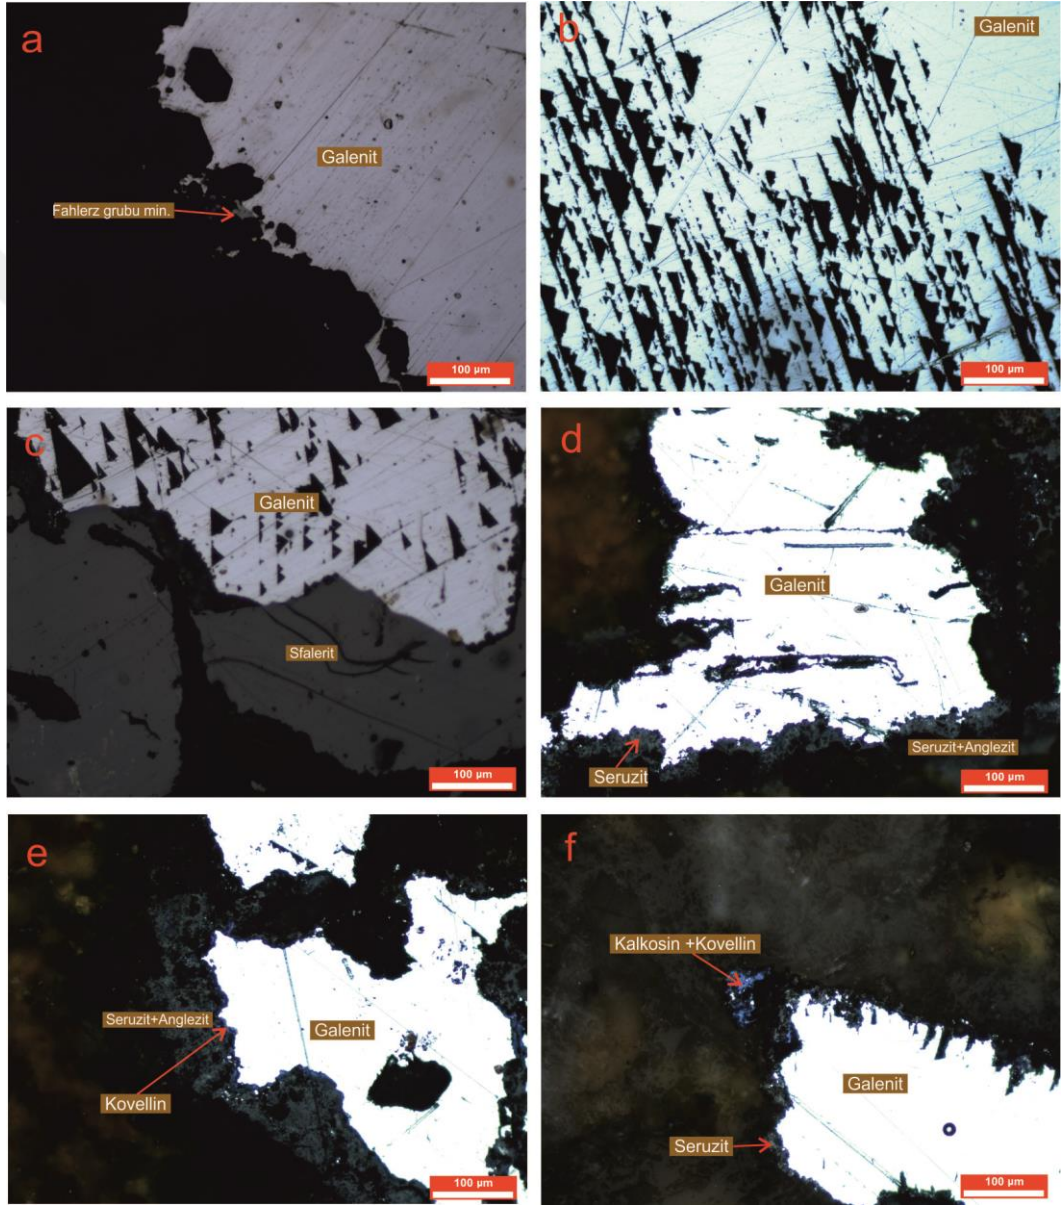 a
Galenit
Fahlerz grubu min.
100 µm
b
Galenit
100 µm
c
Galenit
Sfalerit
100 µm
d
Galenit
Seruzit+Anglezit
Seruzit
100 µm
e
Seruzit+Anglezit
Galenit
Kovellin
100 µm
f
Kalkosin +Kovellin
Galenit
Seruzit
100 µm